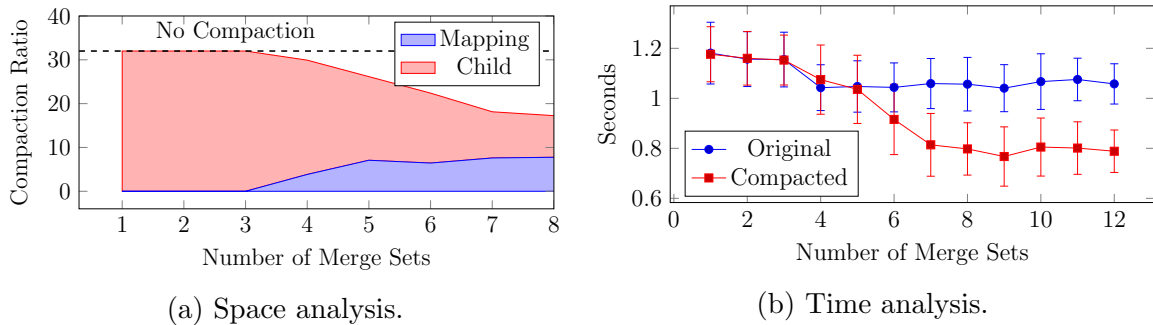 40
30
20
10
0
Compaction Ratio
No Compaction
Mapping
Child
1 2 3 4 5 6 7 8
Number of Merge Sets
(a) Space analysis.
1.2
1
0.8
0.6
Seconds
Original
Compacted
0 2 4 6 8 10 12
Number of Merge Sets
(b) Time analysis.